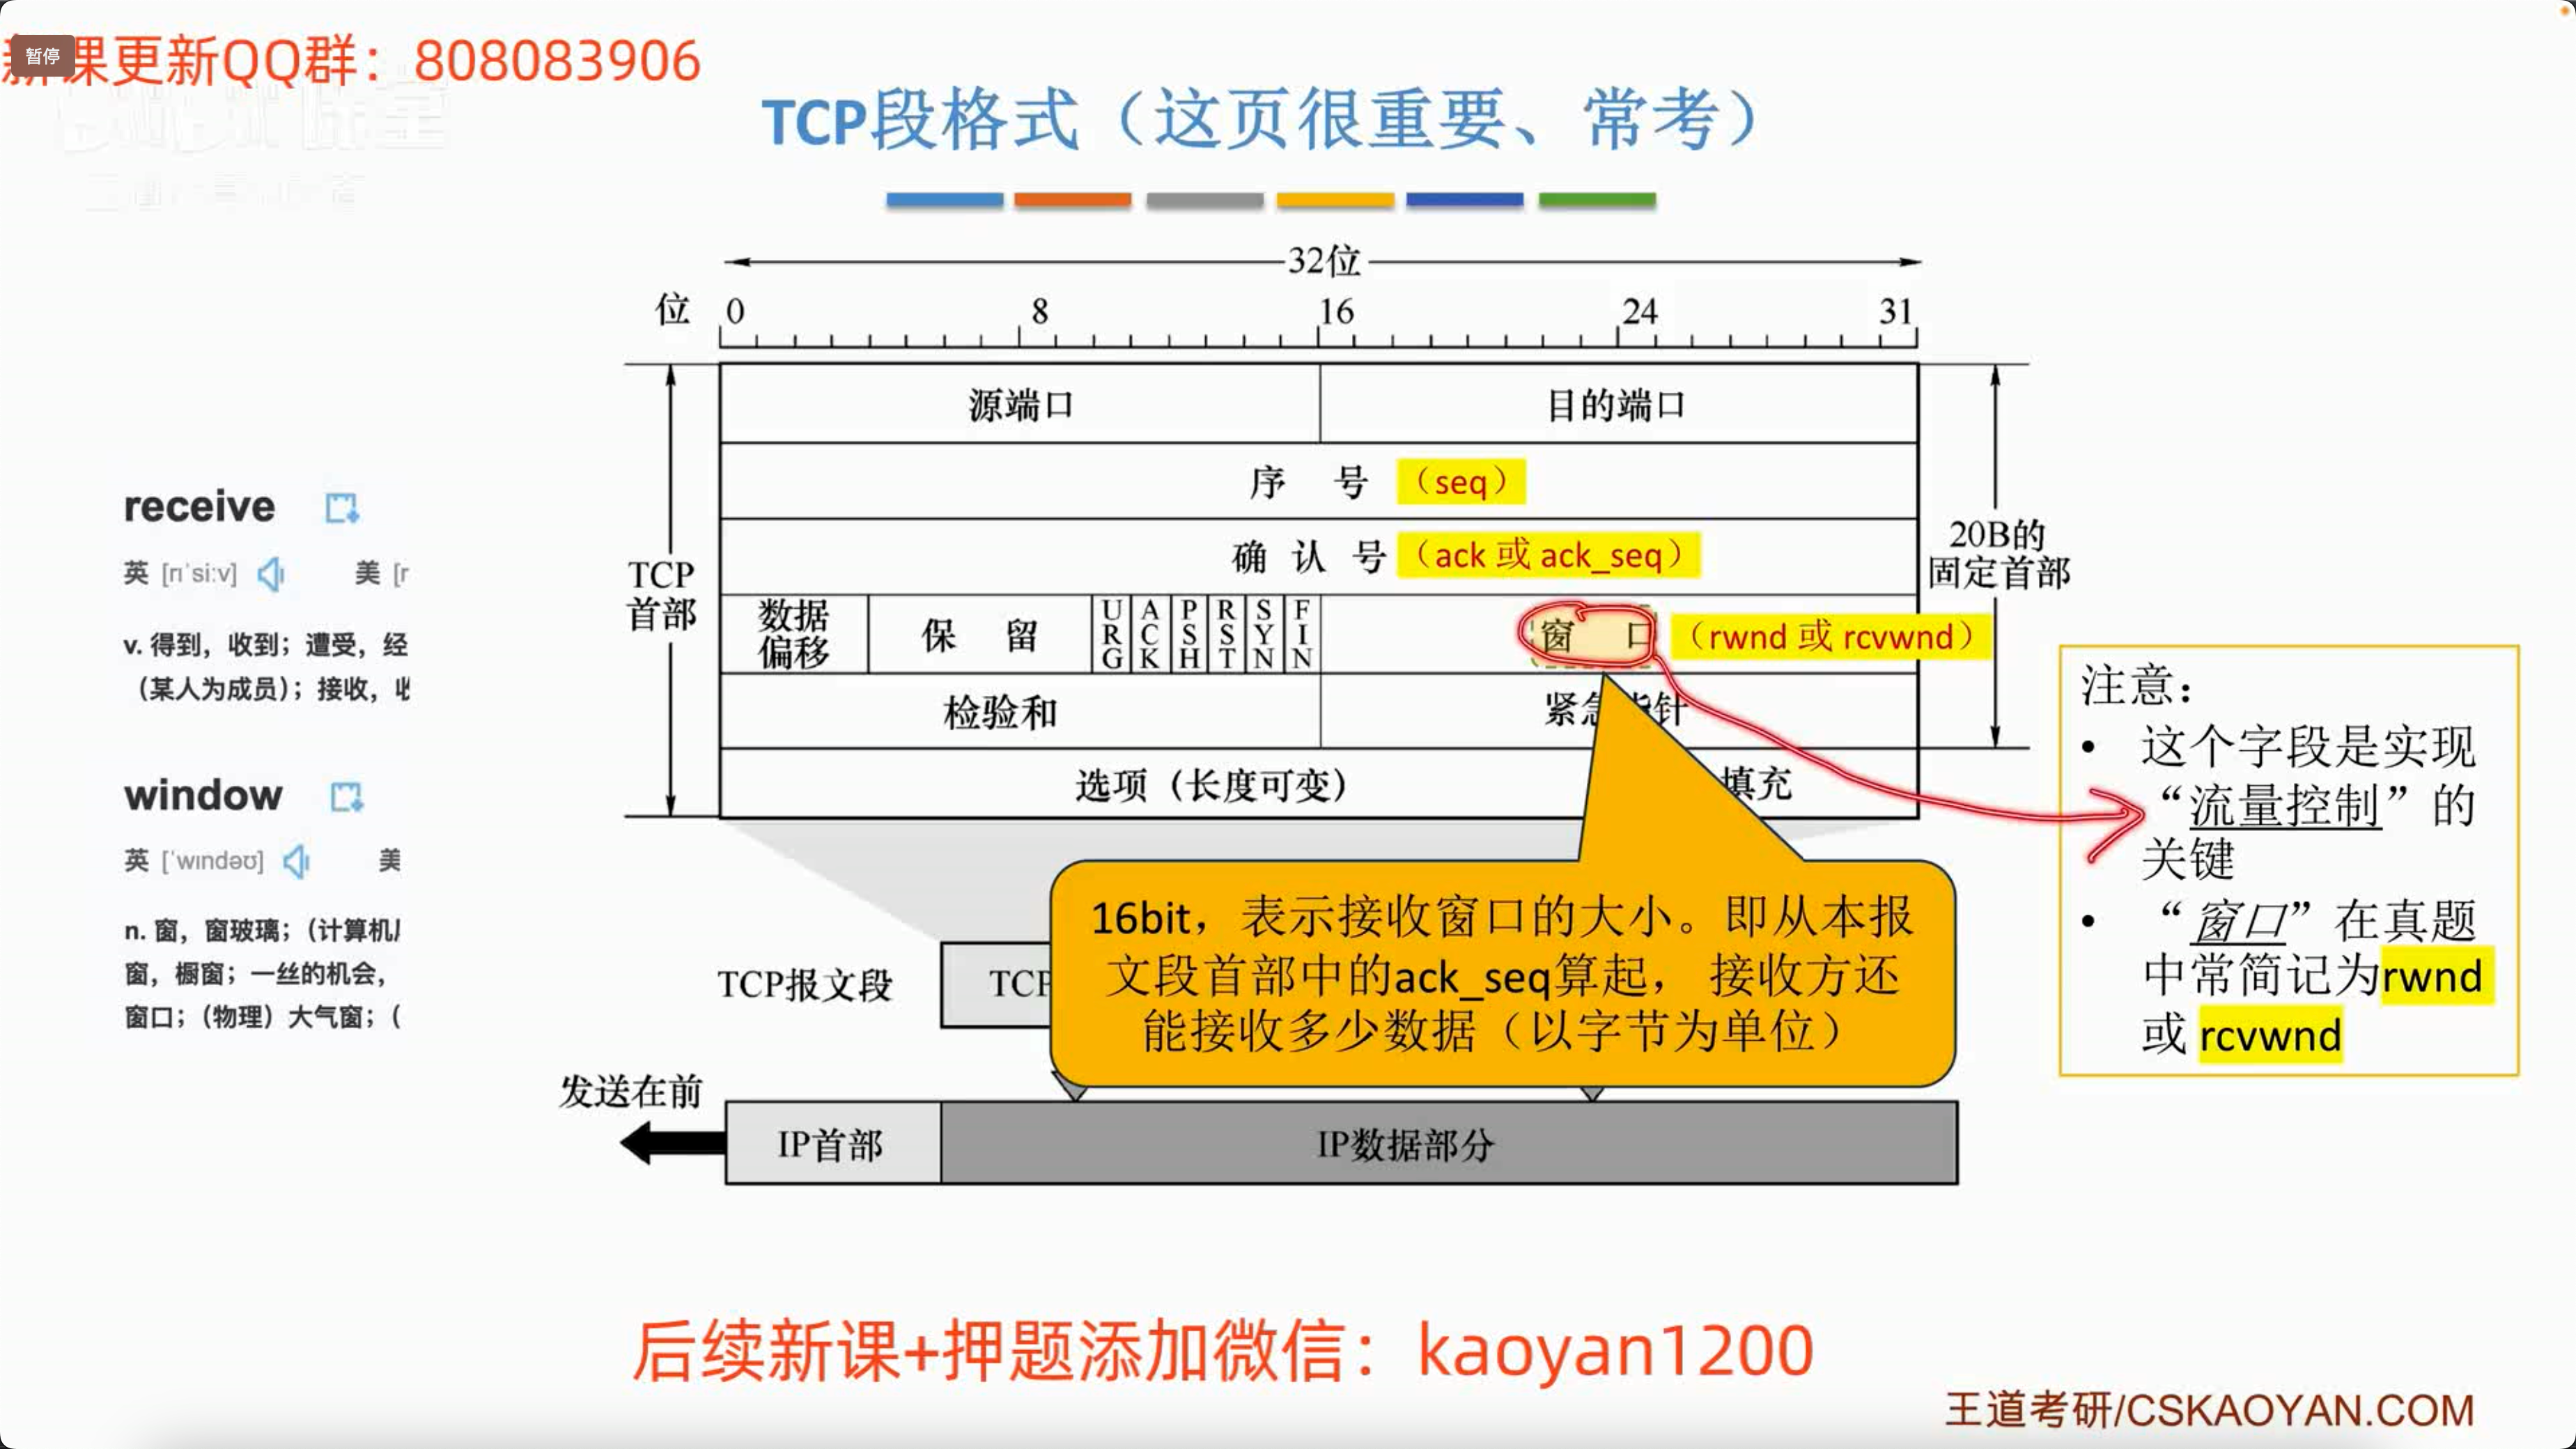 课更新QQ群：808083906
暂停
TCP段格式（这页很重要、常考）
32位
位 0 8 16 24 31
源端口 目的端口
序 号 （seq）
确 认 号 （ack 或 ack_seq）
数据偏移 保 留 URG ACK PSH RST SYN FIN 窗 口 （rwnd 或 rcvwnd）
检验和 紧急指针
选项（长度可变） 填充
TCP
首部
20B的
固定首部
receive
英 [rɪˈsiːv] 美 [r
v. 得到，收到；遭受，经
（某人为成员）；接收，收
window
英 [ˈwɪndəʊ] 美
n. 窗，窗玻璃；（计算机
窗，橱窗；一丝的机会，
窗口；（物理）大气窗；（
注意：
• 这个字段是实现
“流量控制”的
关键
• “窗口”在真题
中常简记为rwnd
或 rcvwnd
16bit，表示接收窗口的大小。即从本报
文段首部中的ack_seq算起， 接收方还
能接收多少数据（以字节为单位）
TCP报文段 TCP
发送在前
IP首部 IP数据部分
后续新课+押题添加微信：kaoyan1200
王道考研/CSKAOYAN.COM